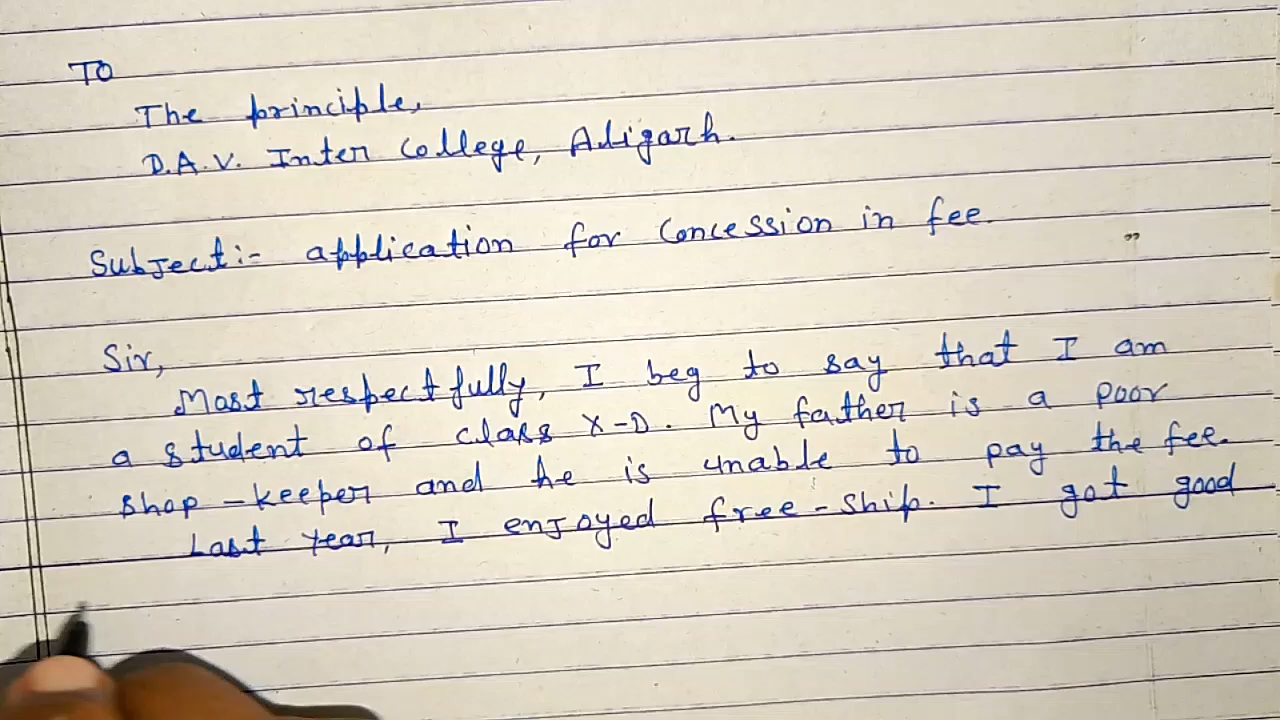 TO
The principle,
D.A.V. Inter College, Aligarh.
Subject:- application for Concession in fee.
"
Sir,
Most respectfully, I beg to say that I am
a student of class X-D. My father is a poor
shop-keeper and he is unable to pay the fee.
Last year, I enjoyed free-ship. I got good